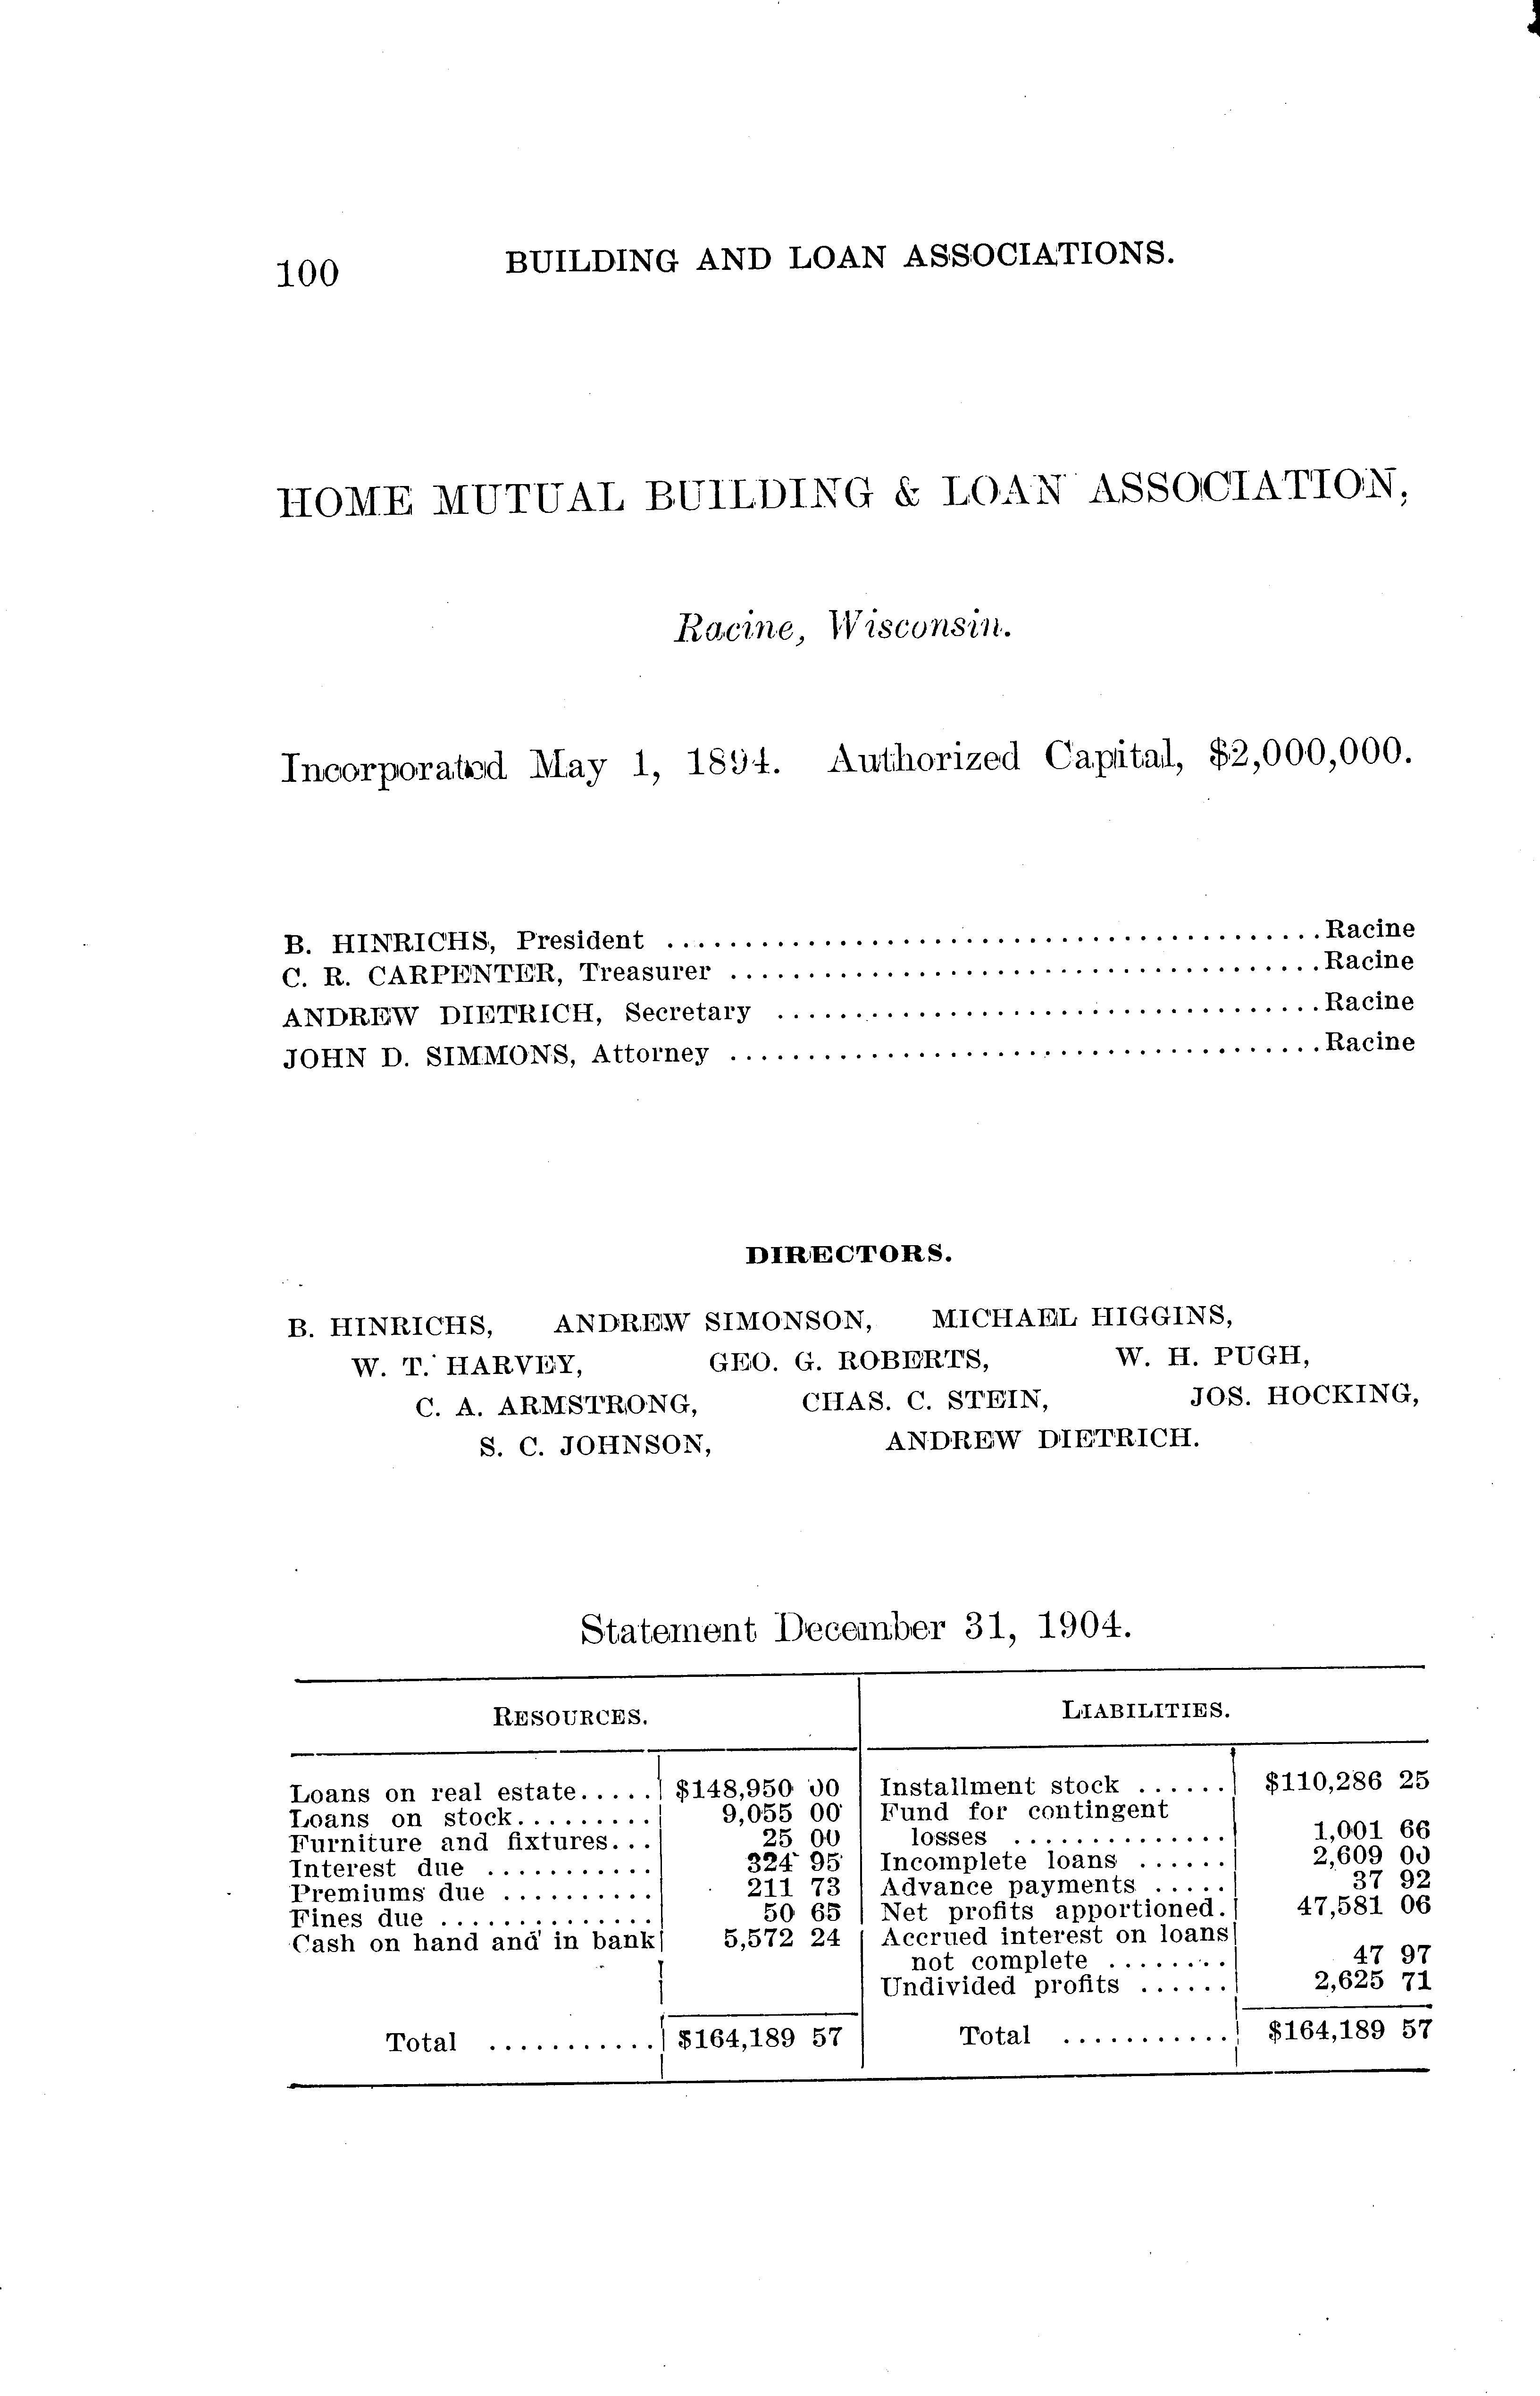 100
BUILDING AND LOAN ASSOCIATIONS.
HOME MUTUAL BUILDING & LOAN ASSOCIATION,
Racine, Wisconsin.
Incorporated May 1, 1894. Authorized Capital, $2,000,000.
B. HINRICHS, President ........................................ Racine
C. R. CARPENTER, Treasurer ........................................ Racine
ANDREW DIETRICH, Secretary ........................................ Racine
JOHN D. SIMMONS, Attorney ........................................ Racine
DIRECTORS.
B. HINRICHS, ANDREW SIMONSON, MICHAEL HIGGINS,
W. T. HARVEY, GEO. G. ROBERTS, W. H. PUGH,
C. A. ARMSTRONG, CHAS. C. STEIN, JOS. HOCKING,
S. C. JOHNSON, ANDREW DIETRICH.
Statement December 31, 1904.
RESOURCES.
Loans on real estate..... $148,950 00
Loans on stock......... 9,055 00
Furniture and fixtures... 25 00
Interest due ........... 324 95
Premiums due .......... 211 73
Fines due .............. 50 65
Cash on hand and in bank 5,572 24
Total ........... $164,189 57
LIABILITIES.
Installment stock ...... $110,286 25
Fund for contingent
losses .............. 1,001 66
Incomplete loans ...... 2,609 00
Advance payments ..... 37 92
Net profits apportioned. 47,581 06
Accrued interest on loans
not complete ........ 47 97
Undivided profits ...... 2,625 71
Total ........... $164,189 57